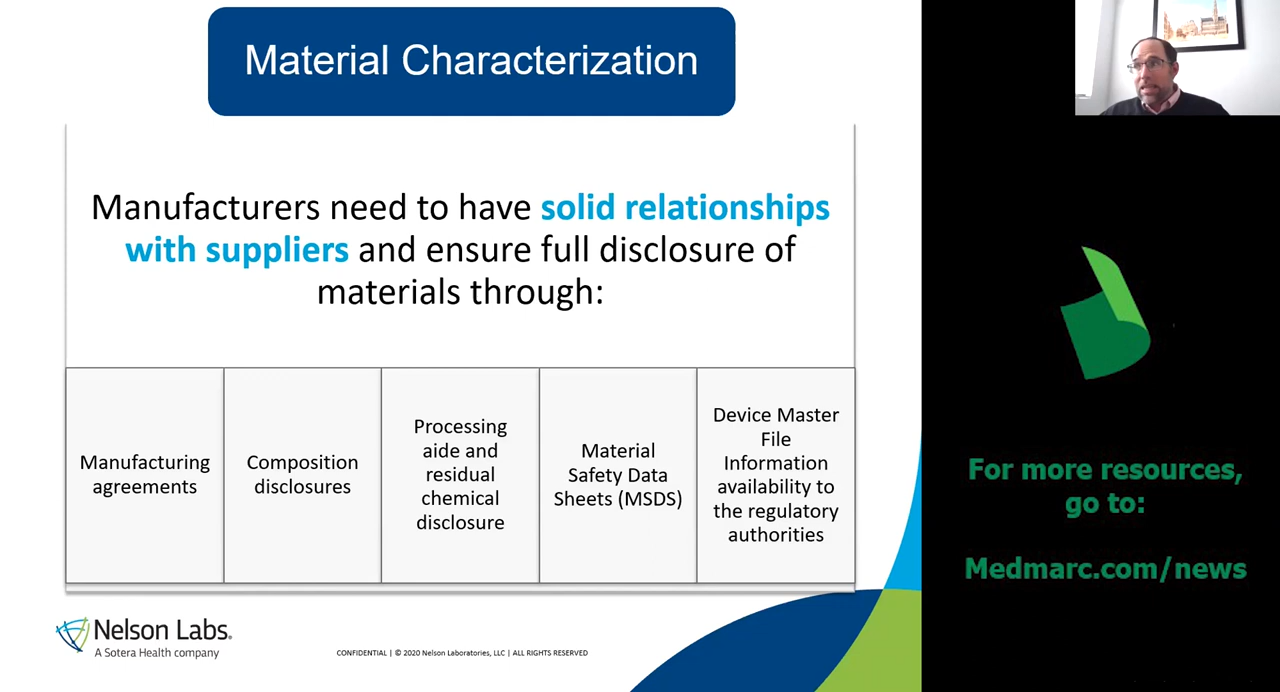 Material Characterization
Manufacturers need to have solid relationships
with suppliers and ensure full disclosure of
materials through:
Manufacturing
agreements
Composition
disclosures
Processing
aide and
residual
chemical
disclosure
Material
Safety Data
Sheets (MSDS)
Device Master
File
Information
availability to
the regulatory
authorities
Nelson Labs.
A Sotera Health company
CONFIDENTIAL | © 2020 Nelson Laboratories, LLC | ALL RIGHTS RESERVED
For more resources,
go to:
Medmarc.com/news